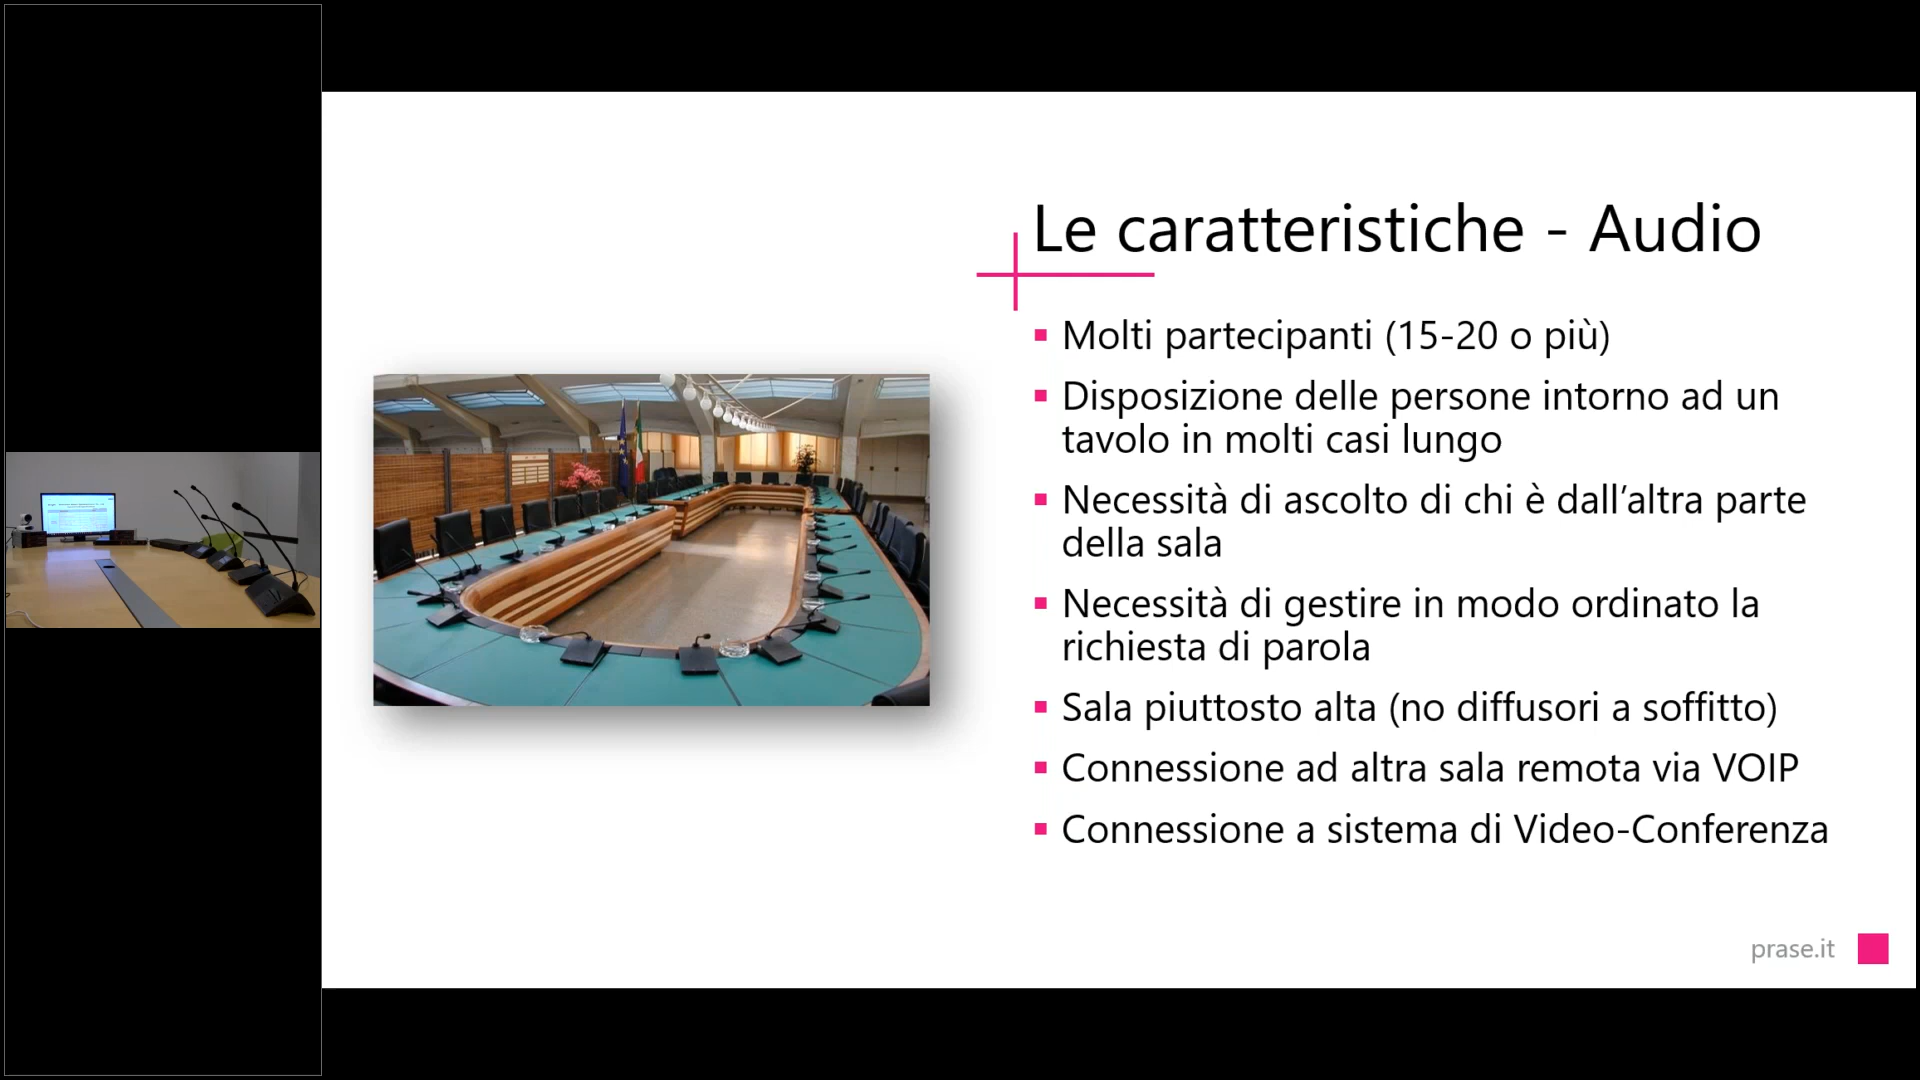 Le caratteristiche - Audio
Molti partecipanti (15-20 o più)
Disposizione delle persone intorno ad un
tavolo in molti casi lungo
Necessità di ascolto di chi è dall’altra parte
della sala
Necessità di gestire in modo ordinato la
richiesta di parola
Sala piuttosto alta (no diffusori a soffitto)
Connessione ad altra sala remota via VOIP
Connessione a sistema di Video-Conferenza
prase.it